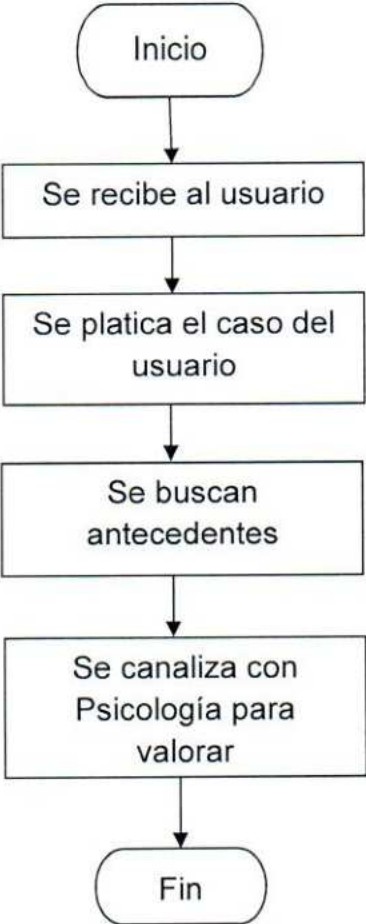 Inicio
Se recibe al usuario
Se platica el caso del
usuario
Se buscan
antecedentes
Se canaliza con
Psicología para
valorar
Fin